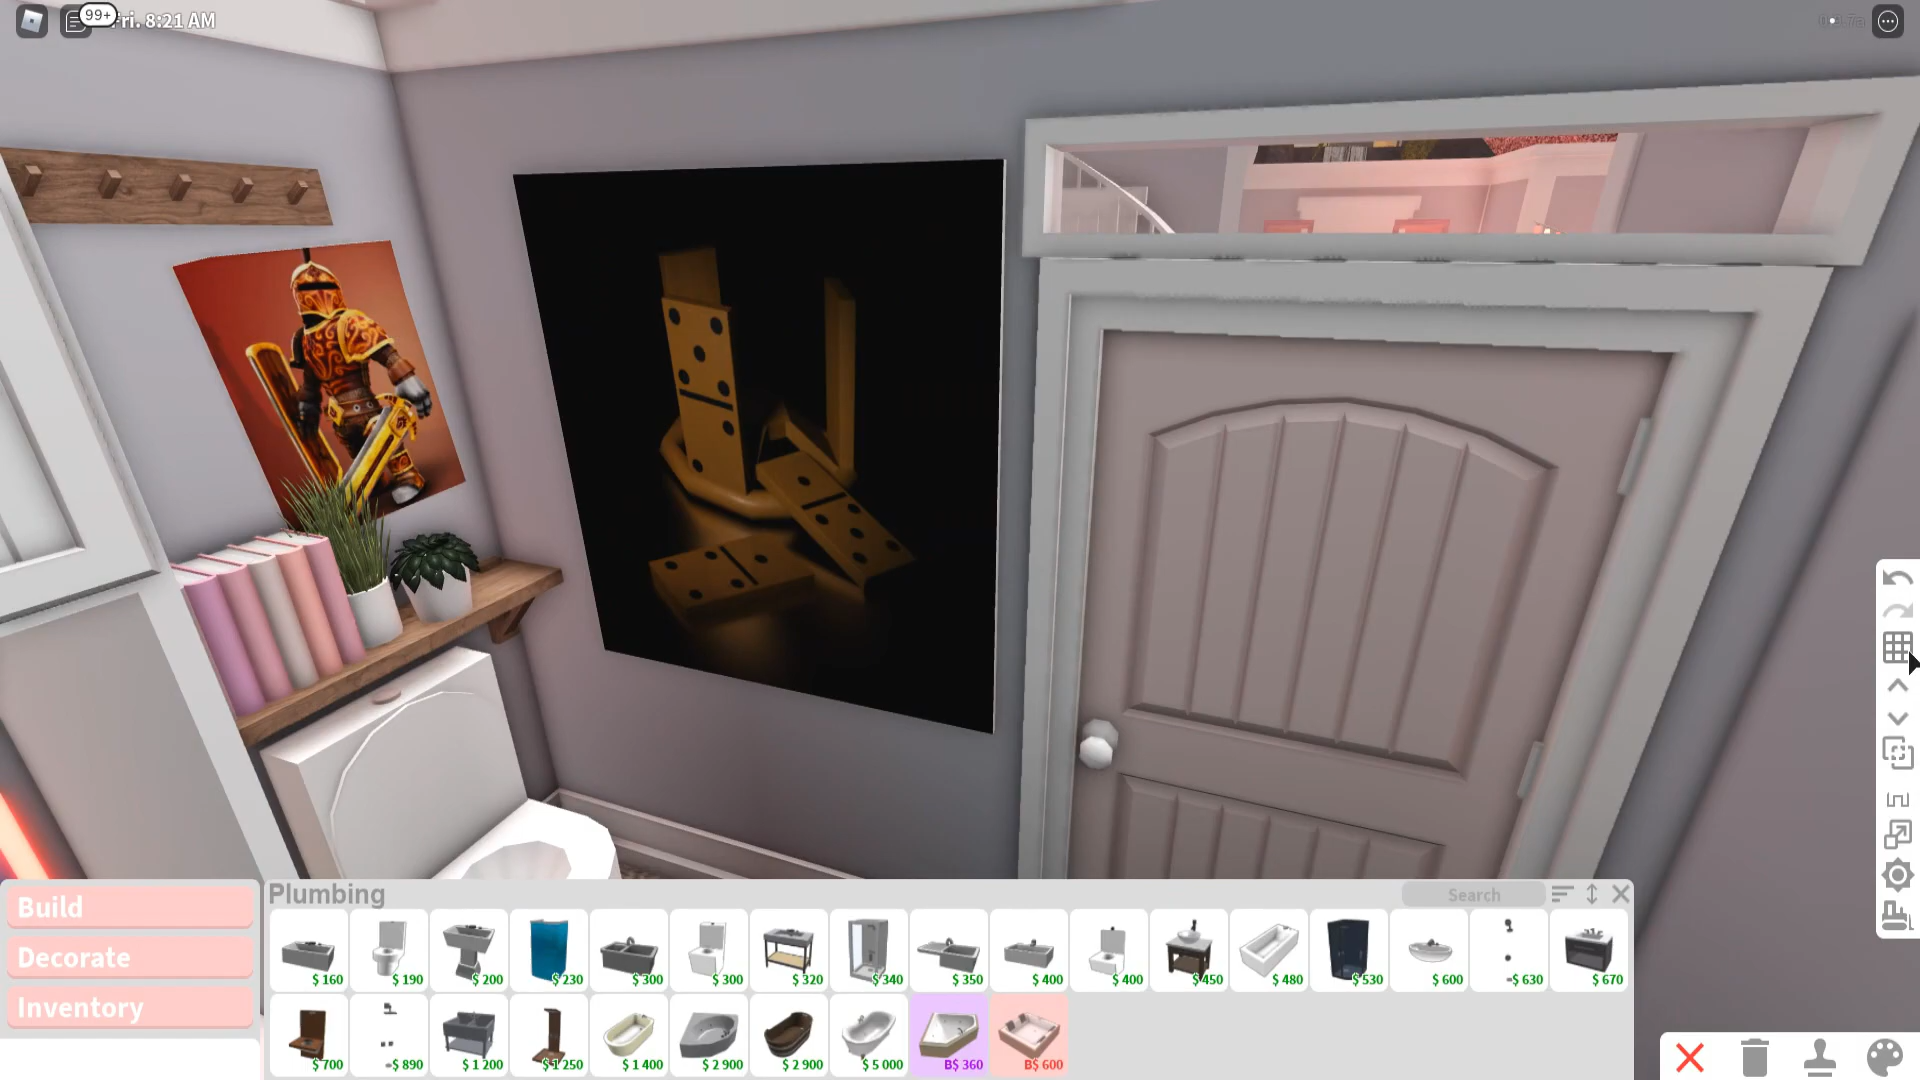 99+
Fri. 8:21 AM
Build
Decorate
Inventory
Plumbing
Search
$ 160
$ 190
$ 200
$ 230
$ 300
$ 300
$ 320
$ 340
$ 350
$ 400
$ 400
$ 450
$ 480
$ 530
$ 600
~$ 630
$ 670
$ 700
~$ 890
$ 1 200
$ 1 250
$ 1 400
$ 2 900
$ 2 900
$ 5 000
B$ 360
B$ 600